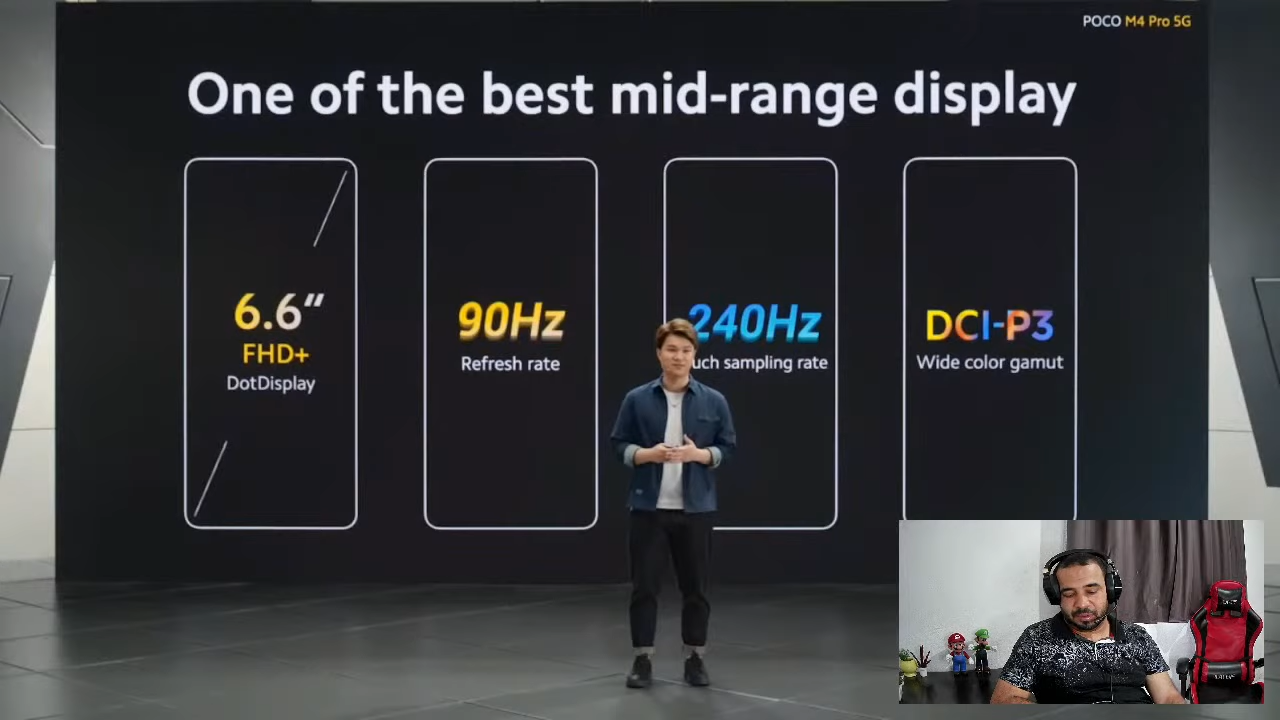 POCO M4 Pro 5G
One of the best mid-range display
6.6”
FHD+
DotDisplay
90Hz
Refresh rate
240Hz
uch sampling rate
DCI-P3
Wide color gamut